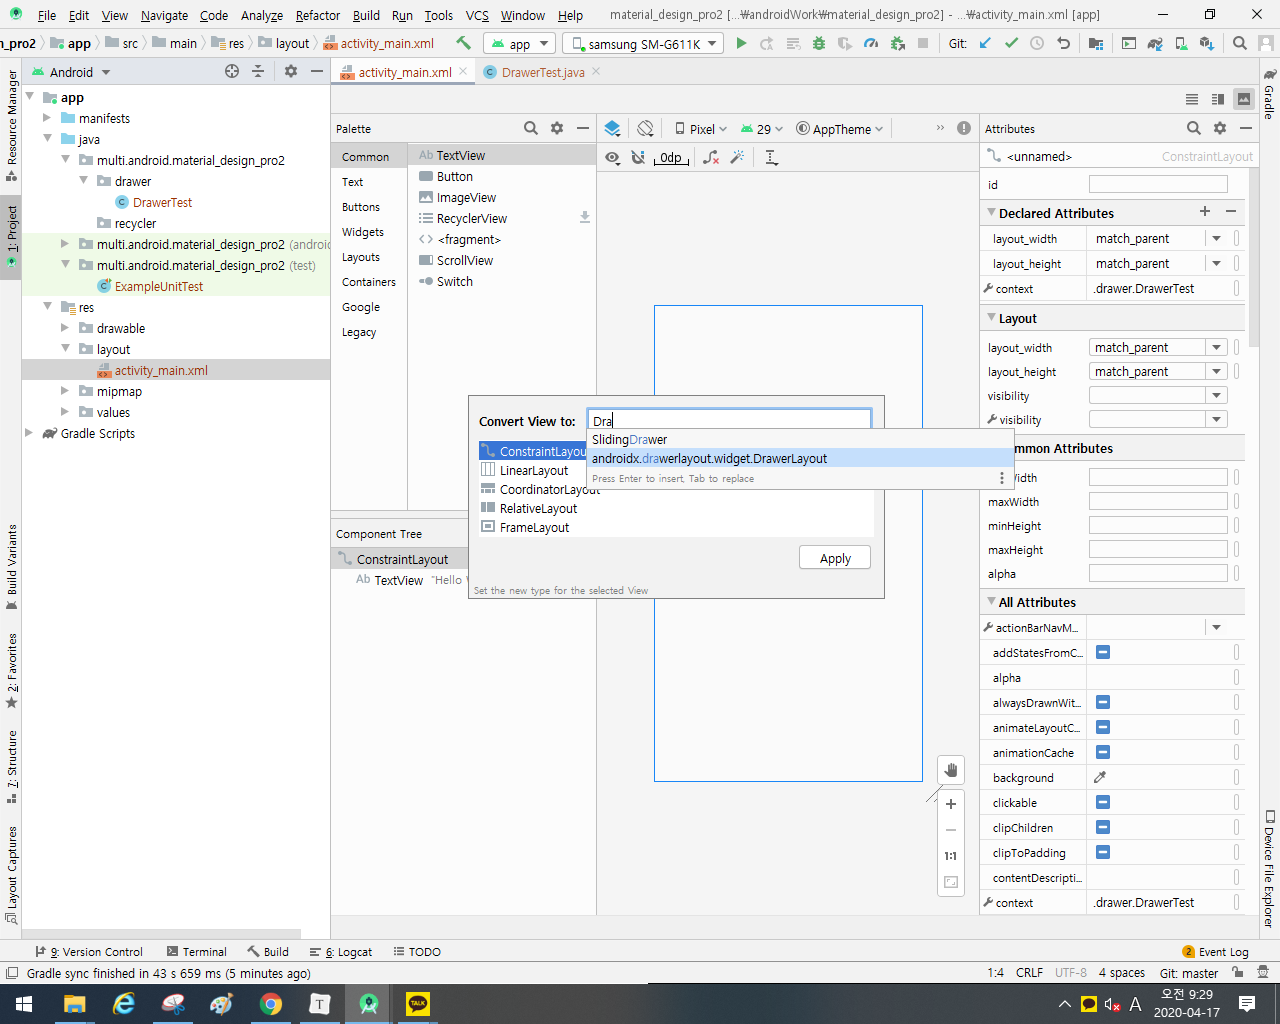 File Edit View Navigate Code Analyze Refactor Build Run Tools VCS Window Help material_design_pro2 [...₩androidWork₩material_design_pro2] - ...₩activity_main.xml [app]
n_pro2 app src main res layout activity_main.xml app samsung SM-G611K Git:
Resource Manager
1: Project
Build Variants
2: Favorites
7: Structure
Layout Captures
Android
app
manifests
java
multi.android.material_design_pro2
drawer
DrawerTest
recycler
multi.android.material_design_pro2 (androi
multi.android.material_design_pro2 (test)
ExampleUnitTest
res
drawable
layout
activity_main.xml
mipmap
values
Gradle Scripts
activity_main.xml DrawerTest.java
Palette
Common
Text
Buttons
Widgets
Layouts
Containers
Google
Legacy
Ab TextView
Button
ImageView
RecyclerView
<> <fragment>
ScrollView
Switch
Component Tree
ConstraintLayout
Ab TextView "Hello
Pixel 29 AppTheme »
0dp
Convert View to: Dra
SlidingDrawer
androidx.drawerlayout.widget.DrawerLayout
Press Enter to insert, Tab to replace
ConstraintLayou
LinearLayout
CoordinatorLayout
RelativeLayout
FrameLayout
Apply
Set the new type for the selected View
1:1
Attributes
<unnamed> ConstraintLayout
id
Declared Attributes
layout_width match_parent
layout_height match_parent
context .drawer.DrawerTest
Layout
layout_width match_parent
layout_height match_parent
visibility
visibility
mmon Attributes
Width
maxWidth
minHeight
maxHeight
alpha
All Attributes
actionBarNavM...
addStatesFromC...
alpha
alwaysDrawnWit...
animateLayoutC...
animationCache
background
clickable
clipChildren
clipToPadding
contentDescripti...
context .drawer.DrawerTest
Gradle
Device File Explorer
9: Version Control Terminal Build 6: Logcat TODO 2 Event Log
Gradle sync finished in 43 s 659 ms (5 minutes ago) 1:4 CRLF UTF-8 4 spaces Git: master
T TALK A 오전 9:29
2020-04-17